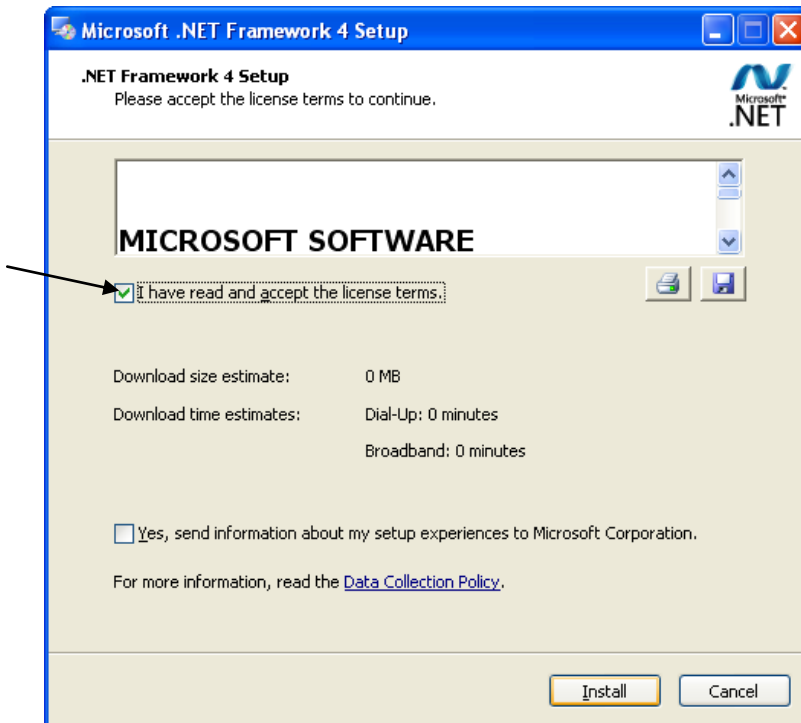 Microsoft .NET Framework 4 Setup
.NET Framework 4 Setup
Please accept the license terms to continue.
Microsoft
.NET
MICROSOFT SOFTWARE
I have read and accept the license terms.
Download size estimate: 0 MB
Download time estimates: Dial-Up: 0 minutes
Broadband: 0 minutes
Yes, send information about my setup experiences to Microsoft Corporation.
For more information, read the Data Collection Policy.
Install Cancel